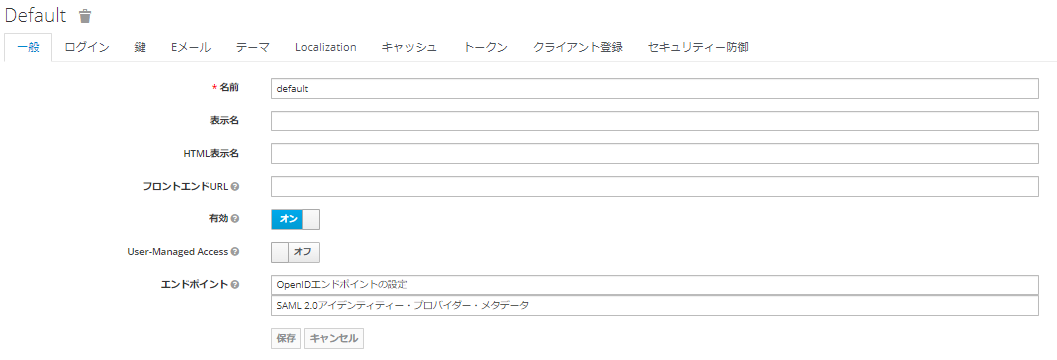 Default
一般 ログイン 鍵 Eメール テーマ Localization キャッシュ トークン クライアント登録 セキュリティー防御
* 名前 default
表示名
HTML表示名
フロントエンドURL
有効 オン
User-Managed Access オフ
エンドポイント OpenIDエンドポイントの設定
SAML 2.0アイデンティティー・プロバイダー・メタデータ
保存 キャンセル